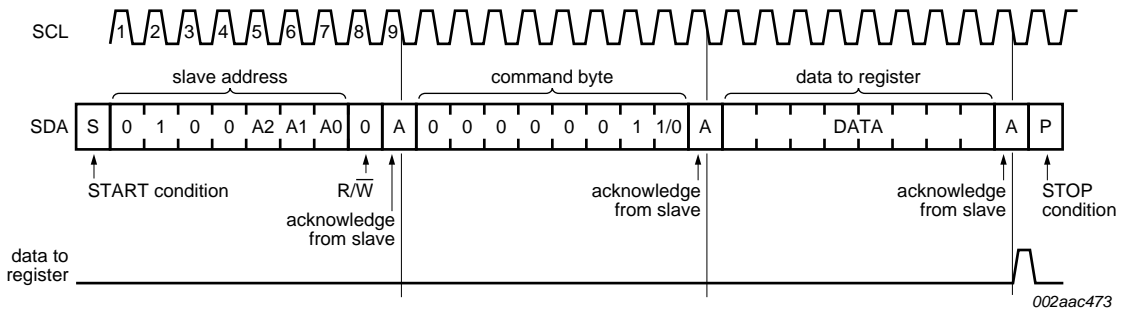 SCL
1 2 3 4 5 6 7 8 9
slave address command byte data to register
SDA S 0 1 0 0 A2 A1 A0 0 A 0 0 0 0 0 0 1 1/0 A DATA A P
START condition
R/W̅
acknowledge
from slave
acknowledge
from slave
acknowledge
from slave
STOP
condition
data to
register
002aac473